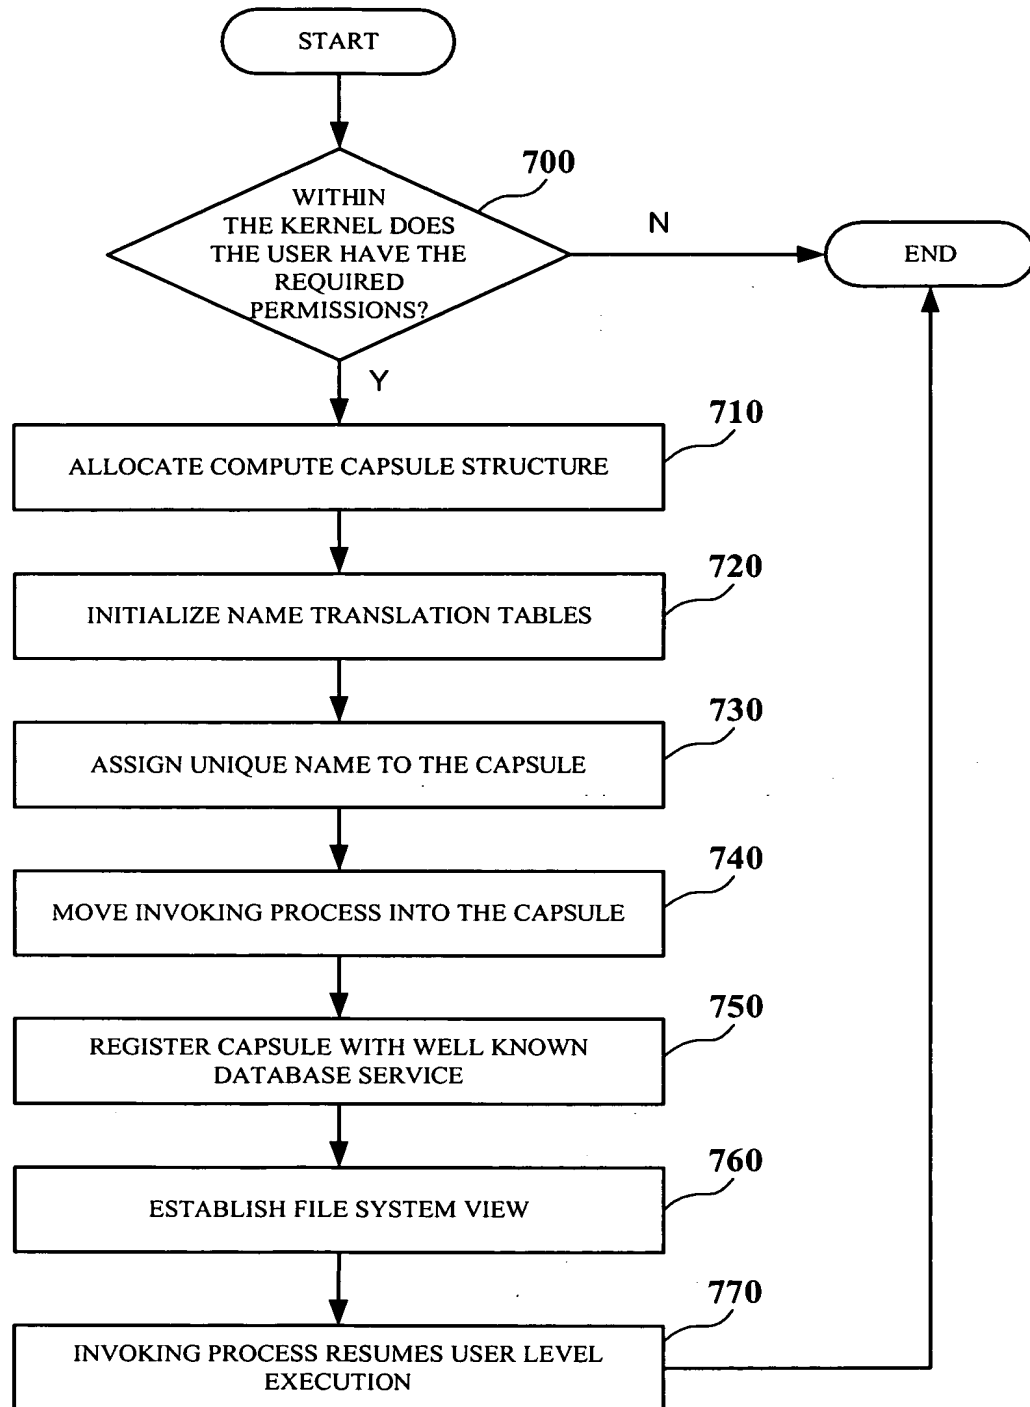 START
700
WITHIN
THE KERNEL DOES
THE USER HAVE THE
REQUIRED
PERMISSIONS?
N
END
Y
710
ALLOCATE COMPUTE CAPSULE STRUCTURE
720
INITIALIZE NAME TRANSLATION TABLES
730
ASSIGN UNIQUE NAME TO THE CAPSULE
740
MOVE INVOKING PROCESS INTO THE CAPSULE
750
REGISTER CAPSULE WITH WELL KNOWN
DATABASE SERVICE
760
ESTABLISH FILE SYSTEM VIEW
770
INVOKING PROCESS RESUMES USER LEVEL
EXECUTION